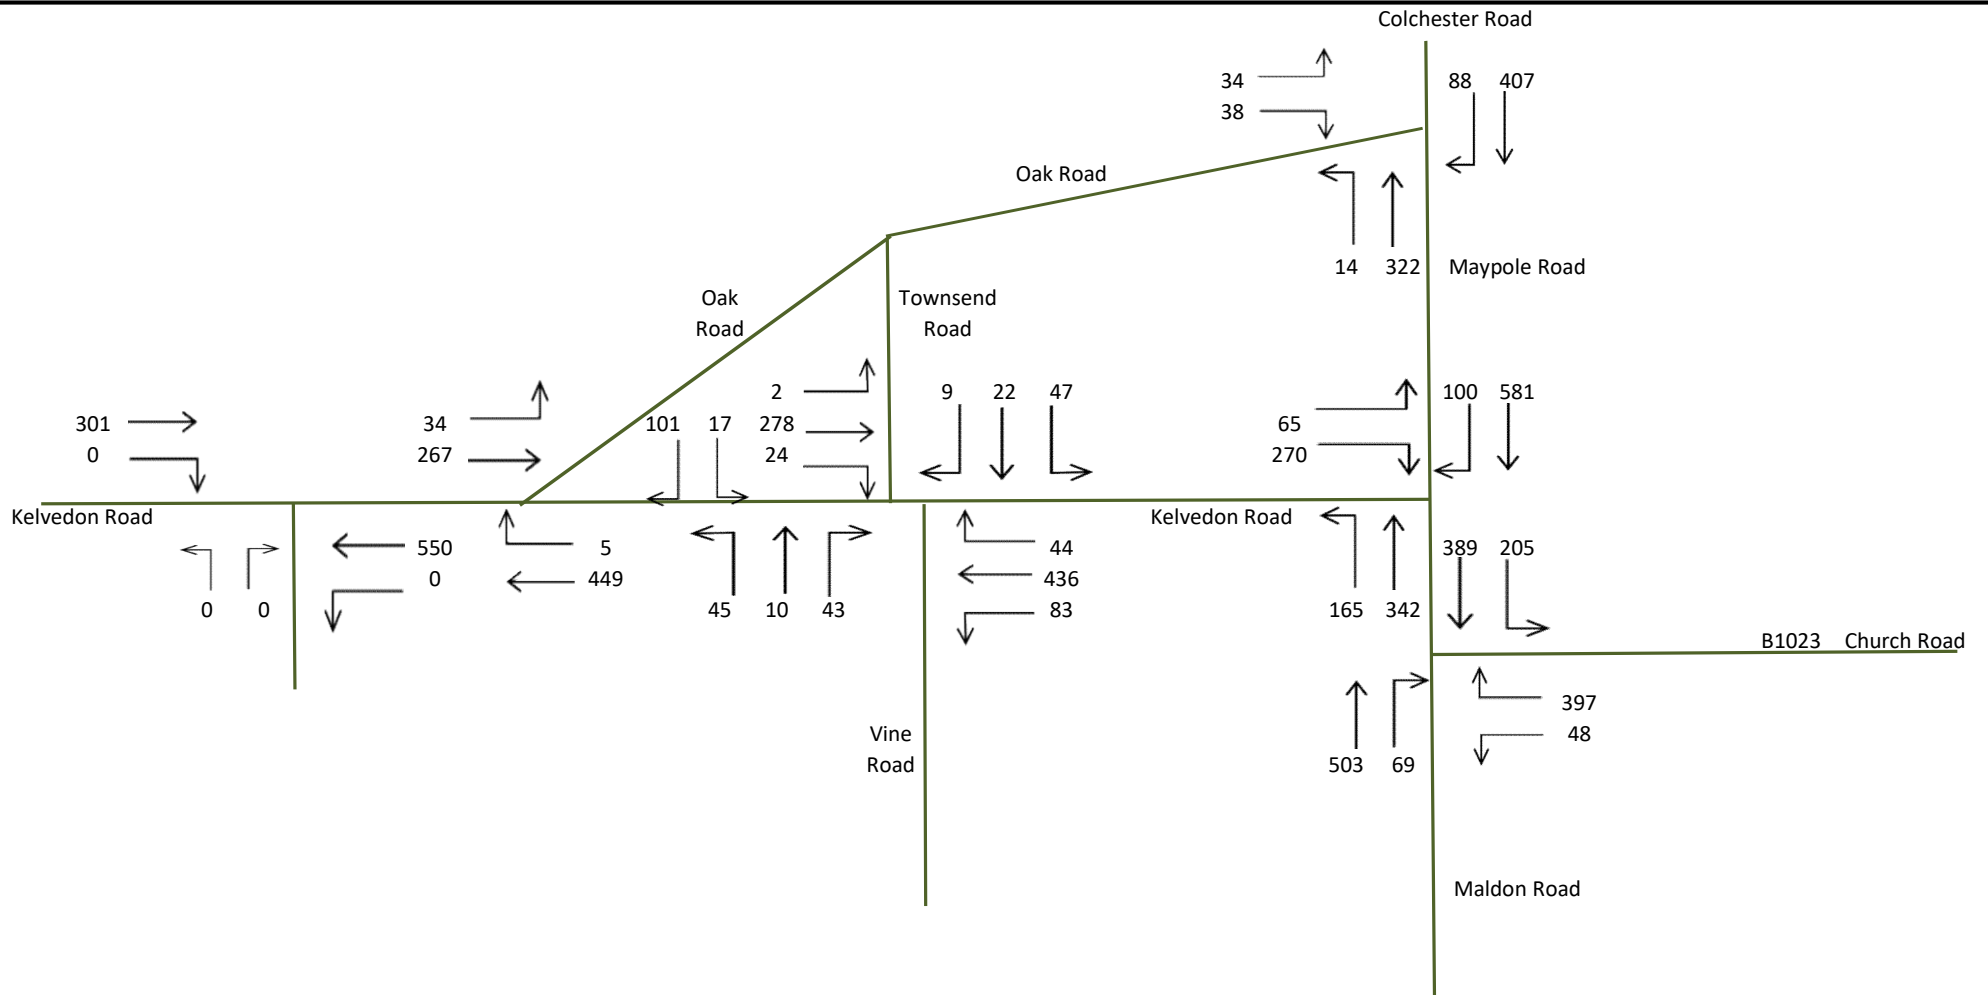 Colchester Road
34
88 407
38
Oak Road
14 322 Maypole Road
Oak
Road
Townsend
Road
2
9 22 47
100 581
301
34
101 17
278
65
0
267
24
270
Kelvedon Road
Kelvedon Road
550
5
44
389 205
0
449
436
0 0
45 10 43
83
165 342
B1023 Church Road
397
Vine
Road
48
503 69
Maldon Road